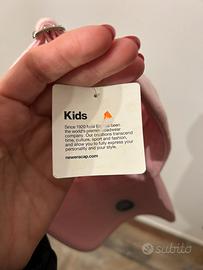 Kids
Since 1920 New Era has been
the world's premier headwear
company. Our creations transcend
time, culture, sport and fashion,
and allow you to fully express your
personality and your style.
neweracap.com
subito